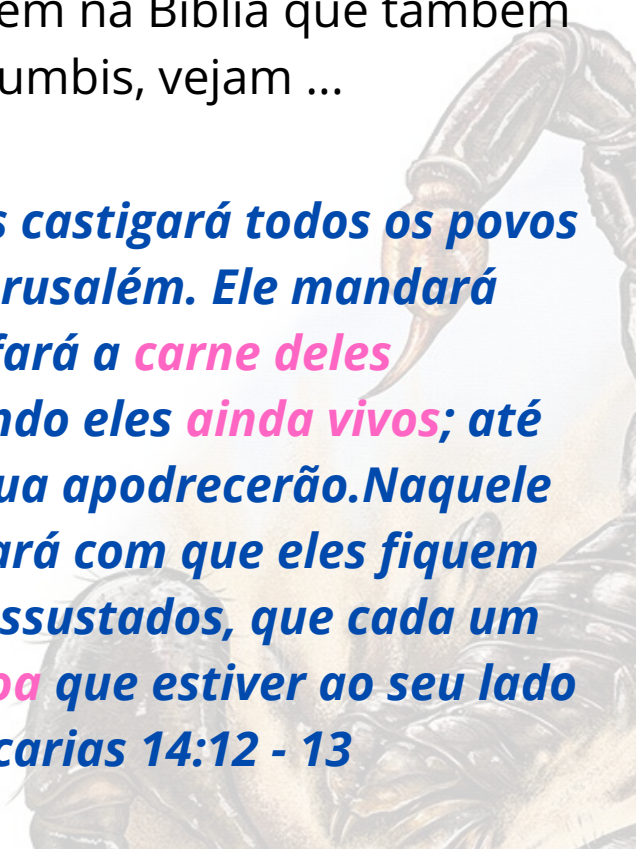 em na Bíblia que também
umbis, vejam ...
s castigará todos os povos
rusalém. Ele mandará
fará a carne deles
ndo eles ainda vivos; até
ua apodrecerão.Naquele
ará com que eles fiquem
ssustados, que cada um
oa que estiver ao seu lado
carias 14:12 - 13